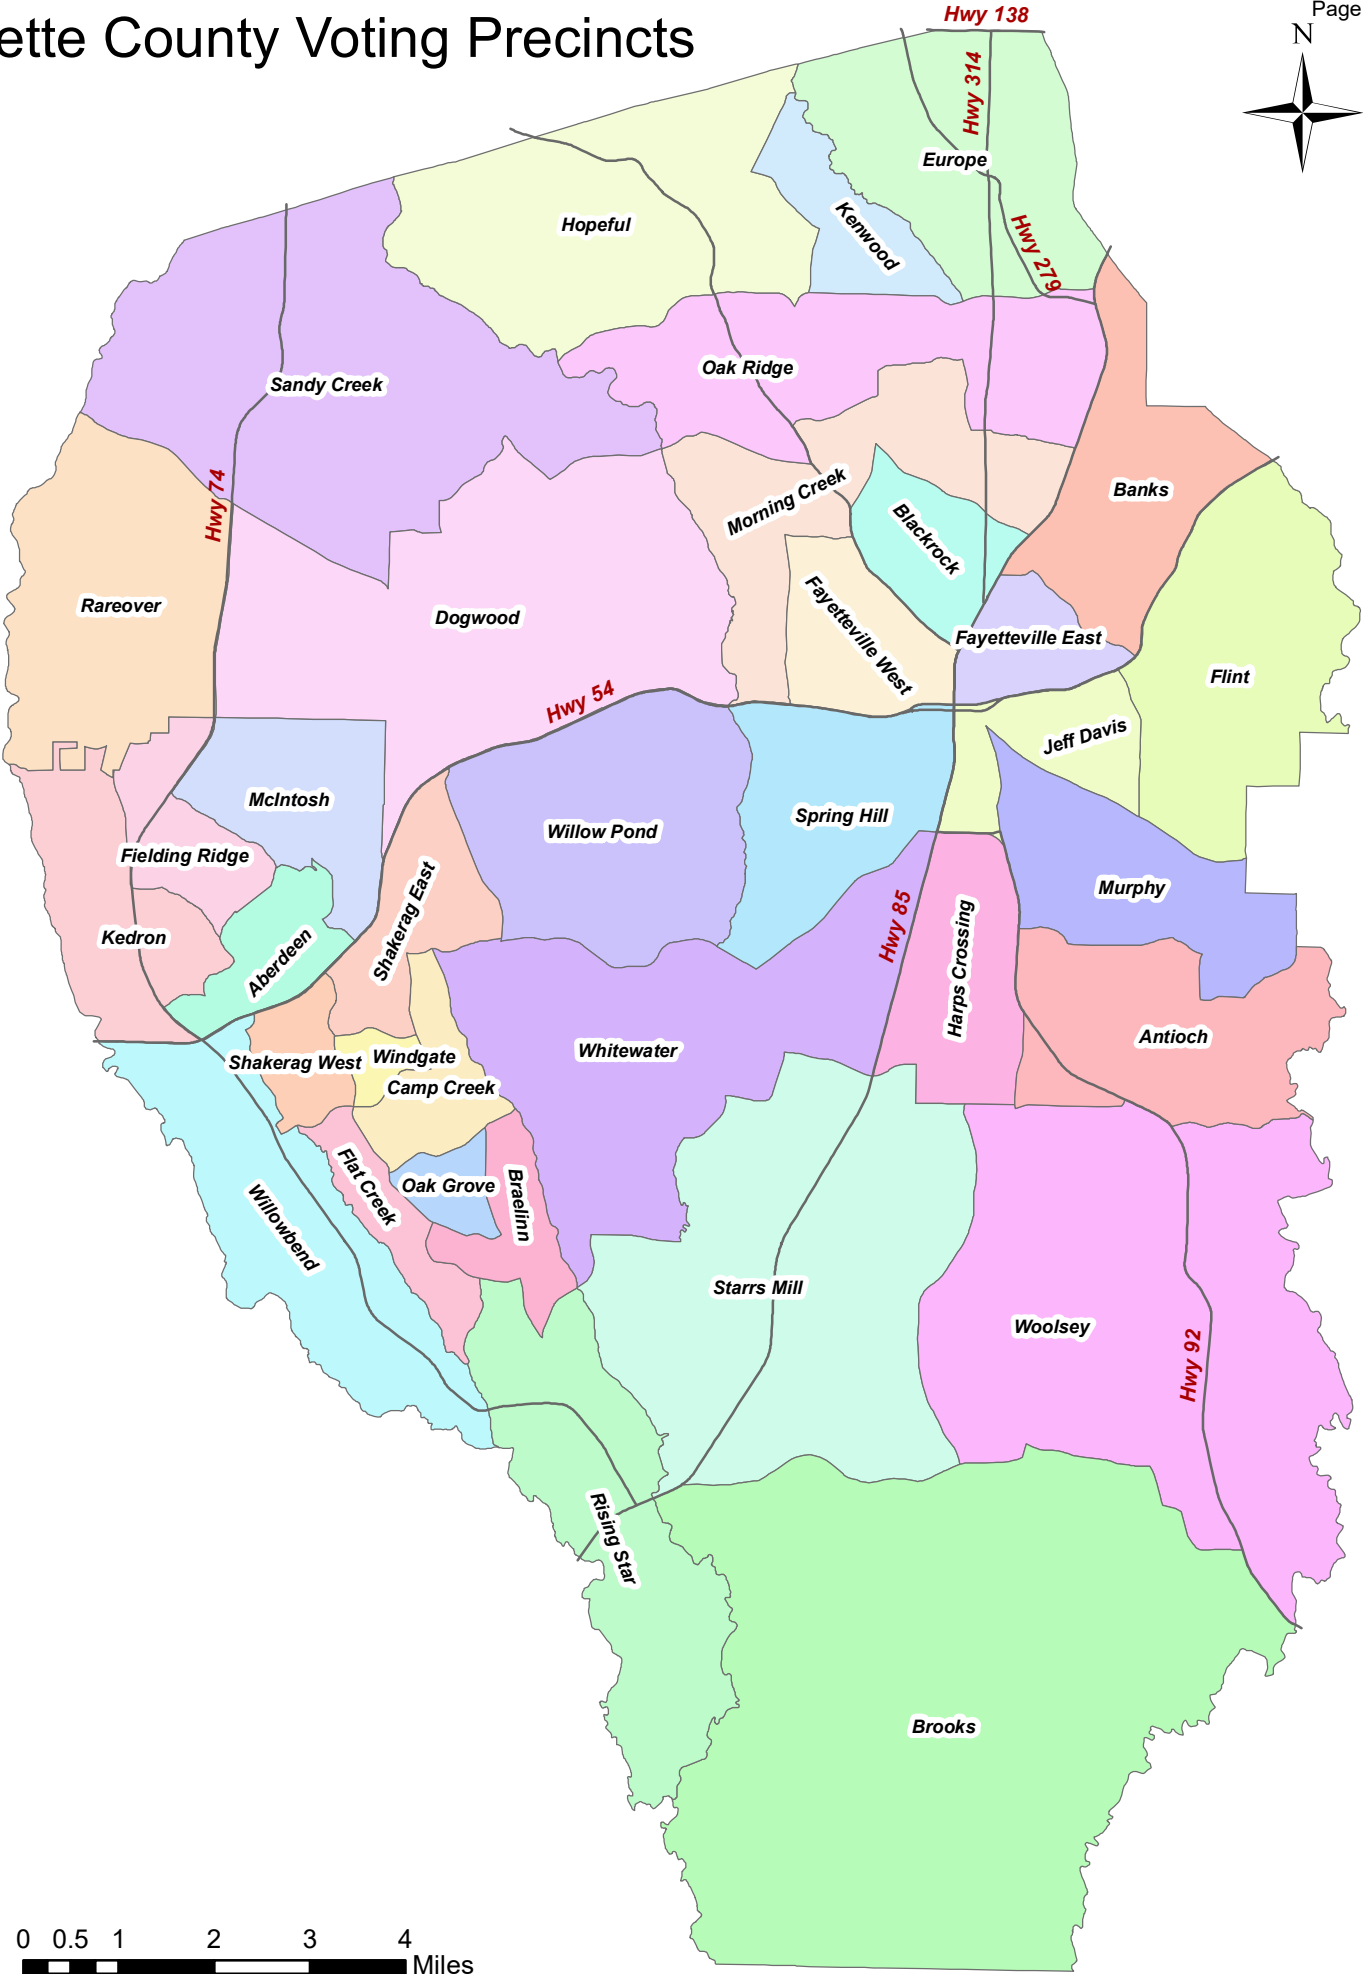 ette County Voting Precincts
Page
N
Hwy 138
Hwy 314
Europe
Hopeful
Kenwood
Hwy 279
Oak Ridge
Sandy Creek
Hwy 74
Morning Creek
Banks
Blackrock
Rareover
Dogwood
Fayetteville West
Fayetteville East
Flint
Hwy 54
Jeff Davis
McIntosh
Spring Hill
Willow Pond
Fielding Ridge
Murphy
Shakerag East
Hwy 85
Kedron
Aberdeen
Harps Crossing
Antioch
Whitewater
Shakerag West
Windgate
Camp Creek
Flat Creek
Oak Grove
Braelinn
Willowbend
Starrs Mill
Woolsey
Hwy 92
Rising Star
Brooks
0 0.5 1 2 3 4
Miles